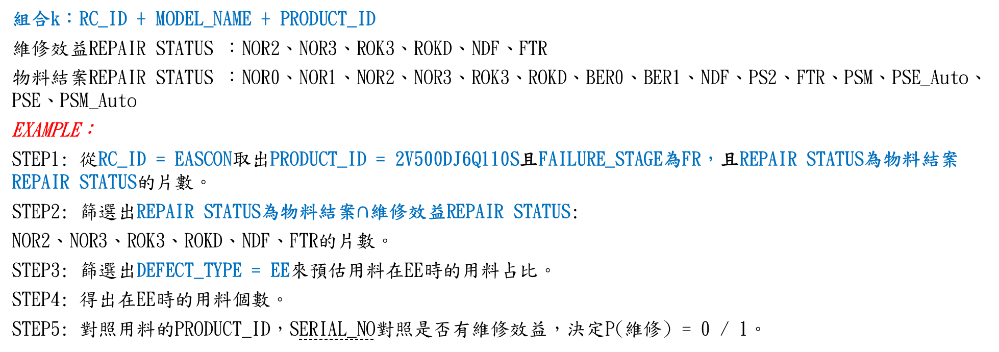 組合k：RC_ID + MODEL_NAME + PRODUCT_ID
維修效益REPAIR STATUS ：NOR2、NOR3、ROK3、ROKD、NDF、FTR
物料結案REPAIR STATUS ：NOR0、NOR1、NOR2、NOR3、ROK3、ROKD、BER0、BER1、NDF、PS2、FTR、PSM、PSE_Auto、
PSE、PSM_Auto
EXAMPLE：
STEP1: 從RC_ID = EASCON取出PRODUCT_ID = 2V500DJ6Q110S且FAILURE_STAGE為FR，且REPAIR STATUS為物料結案
REPAIR STATUS的片數。
STEP2: 篩選出REPAIR STATUS為物料結案∩維修效益REPAIR STATUS:
NOR2、NOR3、ROK3、ROKD、NDF、FTR的片數。
STEP3: 篩選出DEFECT_TYPE = EE來預估用料在EE時的用料占比。
STEP4: 得出在EE時的用料個數。
STEP5: 對照用料的PRODUCT_ID，SERIAL_NO對照是否有維修效益，決定P(維修) = 0 / 1。